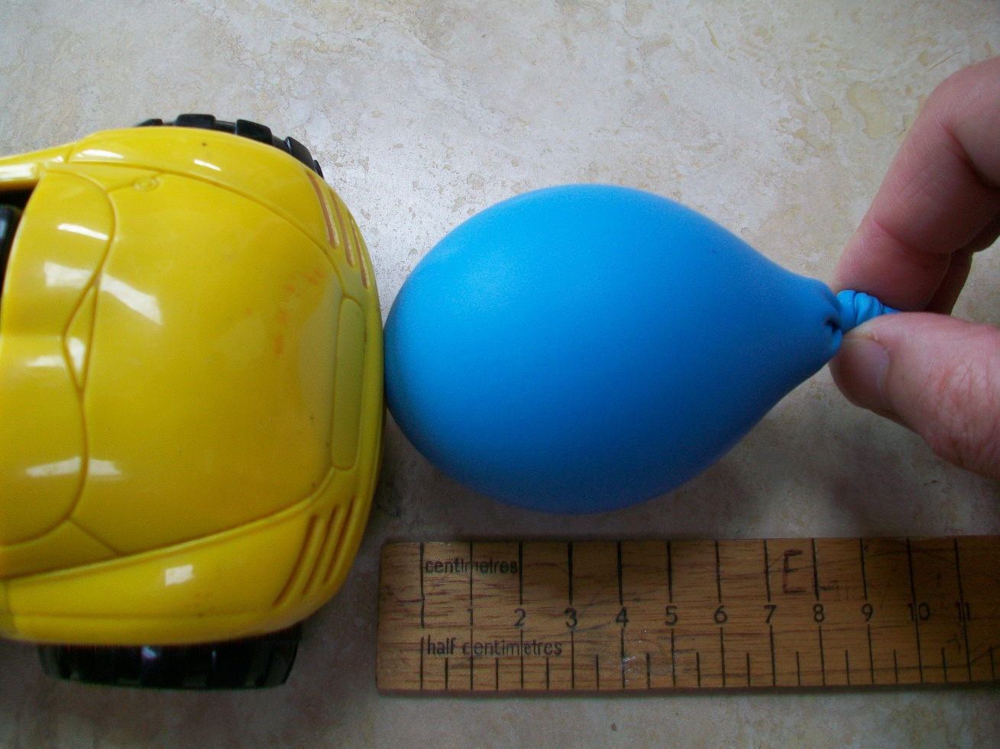 centimetres
E
1 2 3 4 5 6 7 8 9 10 11
half centimetres